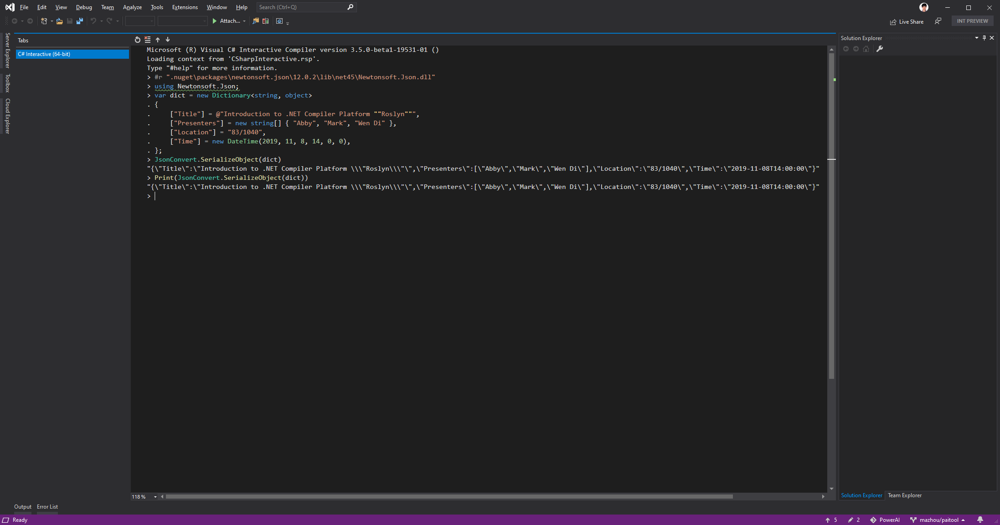 File Edit View Debug Team Analyze Tools Extensions Window Help Search (Ctrl+Q)
Attach...
Live Share
INT PREVIEW
Server Explorer
Toolbox
Cloud Explorer
Tabs
C# Interactive (64-bit)
Microsoft (R) Visual C# Interactive Compiler version 3.5.0-beta1-19531-01 ()
Loading context from 'CSharpInteractive.rsp'.
Type "#help" for more information.
> #r ".nuget\packages\newtonsoft.json\12.0.2\lib\net45\Newtonsoft.Json.dll"
> using Newtonsoft.Json;
> var dict = new Dictionary<string, object>
. {
.     ["Title"] = @"Introduction to .NET Compiler Platform ""Roslyn""",
.     ["Presenters"] = new string[] { "Abby", "Mark", "Wen Di" },
.     ["Location"] = "83/1040",
.     ["Time"] = new DateTime(2019, 11, 8, 14, 0, 0),
. };
> JsonConvert.SerializeObject(dict)
"{\"Title\":\"Introduction to .NET Compiler Platform \\\"Roslyn\\\"\",\"Presenters\":[\"Abby\",\"Mark\",\"Wen Di\"],\"Location\":\"83/1040\",\"Time\":\"2019-11-08T14:00:00\"}"
> Print(JsonConvert.SerializeObject(dict))
"{\"Title\":\"Introduction to .NET Compiler Platform \\\"Roslyn\\\"\",\"Presenters\":[\"Abby\",\"Mark\",\"Wen Di\"],\"Location\":\"83/1040\",\"Time\":\"2019-11-08T14:00:00\"}"
>
118 %
Solution Explorer
Solution Explorer Team Explorer
Output Error List
Ready
5 2 PowerAI mazhou/paitool